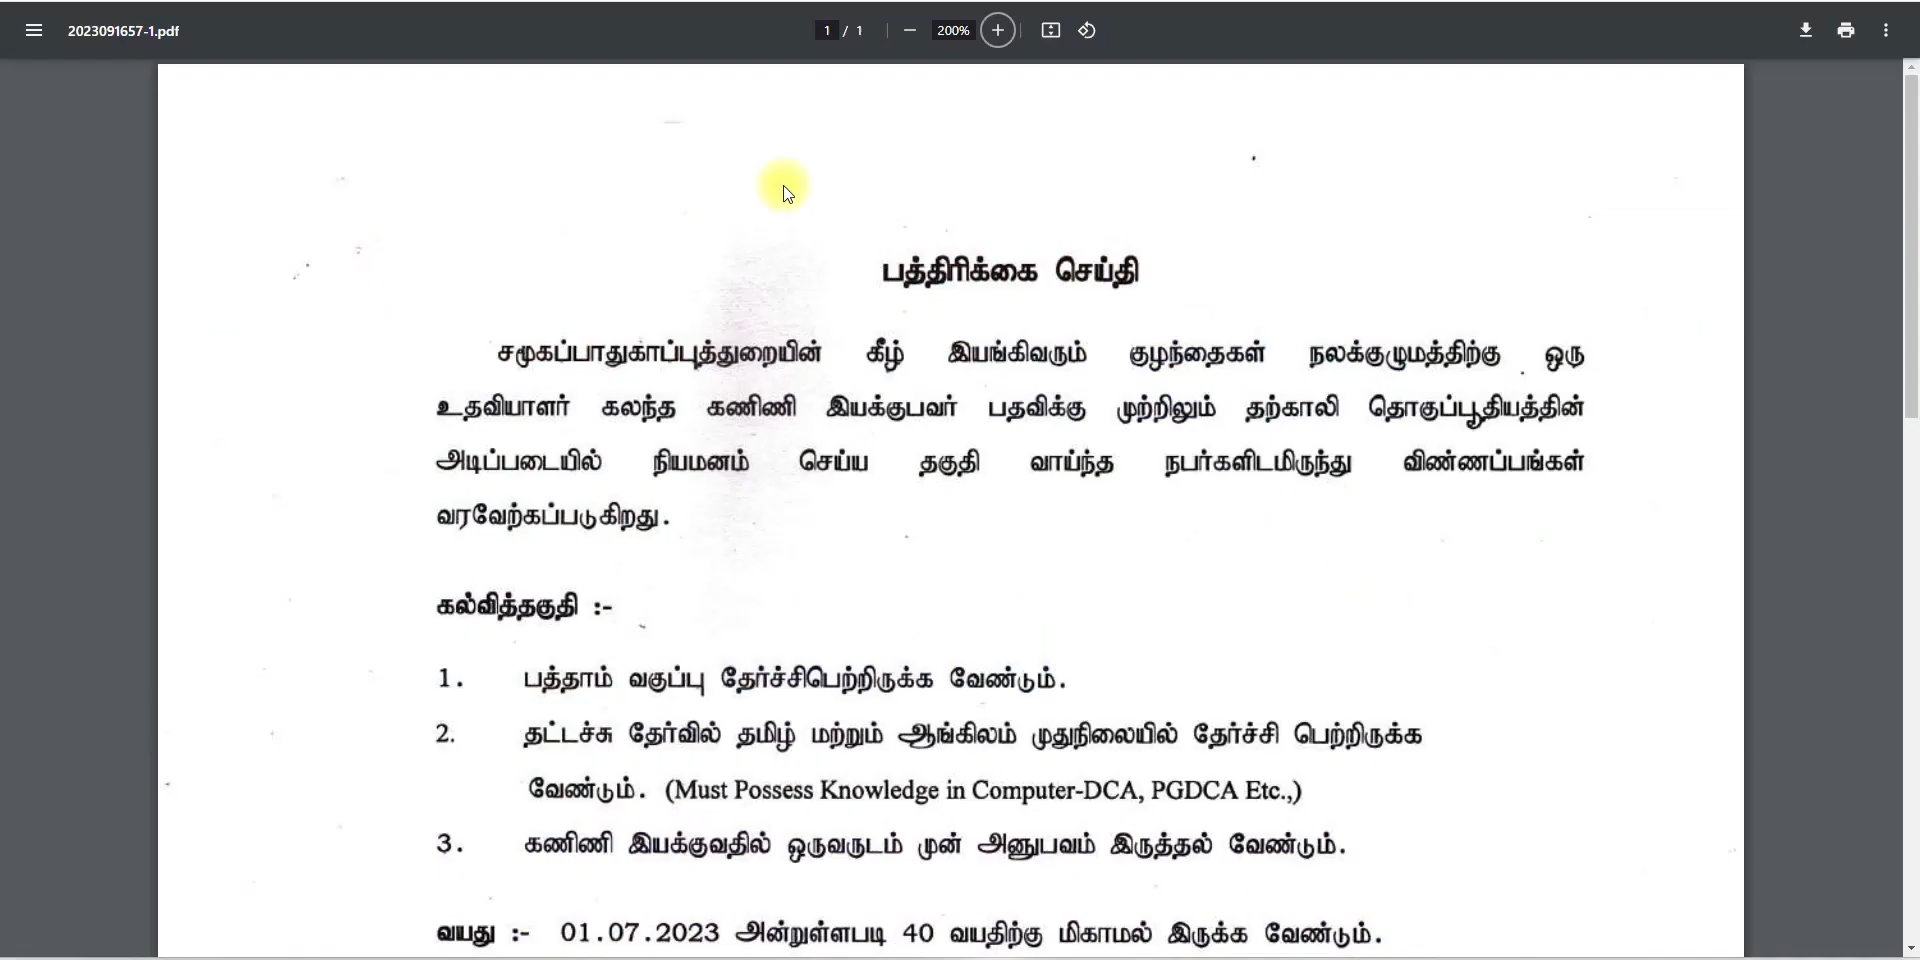 2023091657-1.pdf
1 / 1
200%
பத்திரிக்கை செய்தி
சமூகப்பாதுகாப்புத்துறையின் கீழ் இயங்கிவரும் குழந்தைகள் நலக்குழுமத்திற்கு ஒரு
உதவியாளர் கலந்த கணிணி இயக்குபவர் பதவிக்கு முற்றிலும் தற்காலி தொகுப்பூதியத்தின்
அடிப்படையில் நியமனம் செய்ய தகுதி வாய்ந்த நபர்களிடமிருந்து விண்ணப்பங்கள்
வரவேற்கப்படுகிறது.
கல்வித்தகுதி :-
1. பத்தாம் வகுப்பு தேர்ச்சிபெற்றிருக்க வேண்டும்.
2. தட்டச்சு தேர்வில் தமிழ் மற்றும் ஆங்கிலம் முதுநிலையில் தேர்ச்சி பெற்றிருக்க
வேண்டும். (Must Possess Knowledge in Computer-DCA, PGDCA Etc.,)
3. கணிணி இயக்குவதில் ஒருவருடம் முன் அனுபவம் இருத்தல் வேண்டும்.
வயது :- 01.07.2023 அன்றுள்ளபடி 40 வயதிற்கு மிகாமல் இருக்க வேண்டும்.